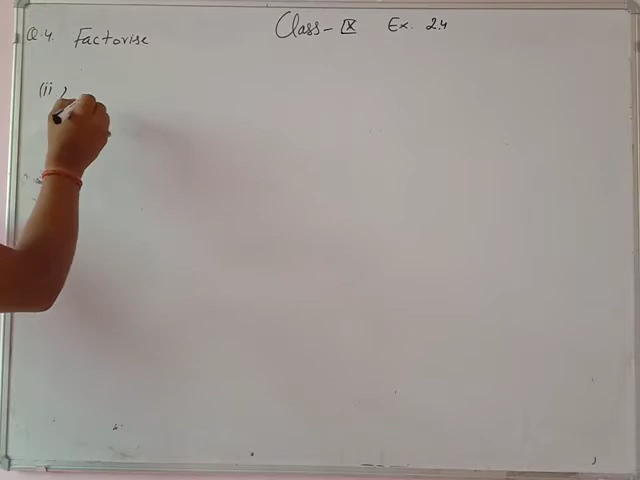 Class - IX Ex. 2.4
Q.4. Factorise
(ii)